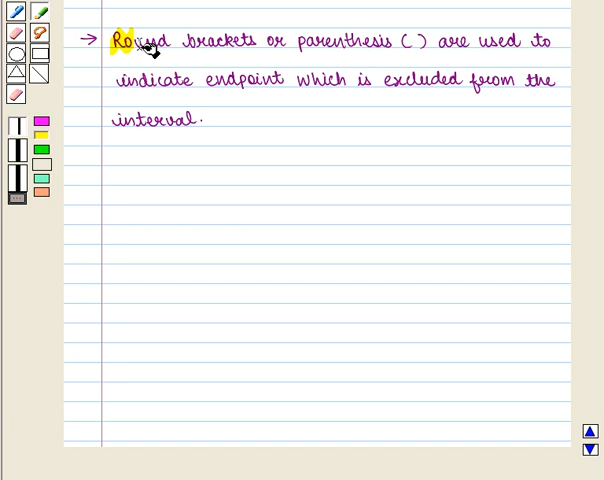 → Round brackets or parenthesis ( ) are used to
indicate endpoint which is excluded from the
interval.